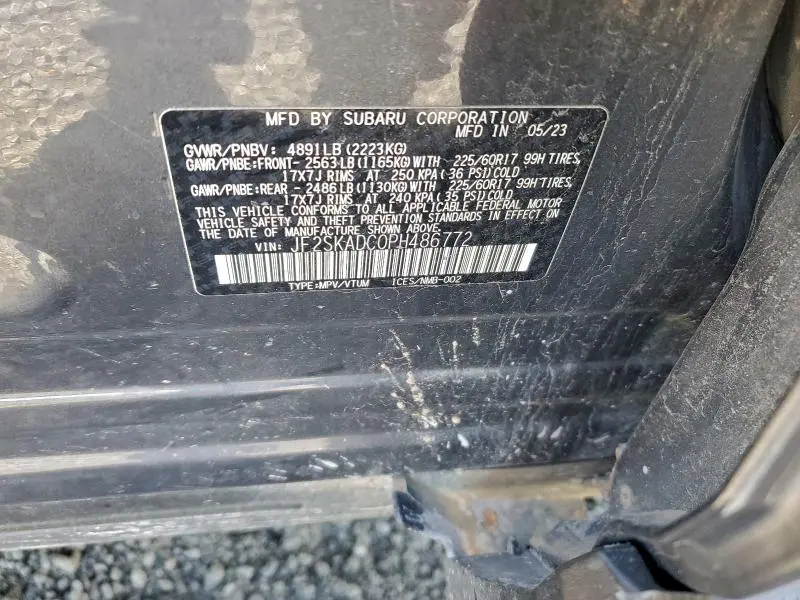 MFD BY SUBARU CORPORATION
MFD IN 05/23
GVWR/PNBV: 4891LB (2223KG)
GAWR/PNBE:FRONT- 2563LB (1165KG) WITH 225/60R17 99H TIRES,
17X7J RIMS AT 250 KPA (36 PSI) COLD
GAWR/PNBE:REAR - 2486LB (1130KG) WITH 225/60R17 99H TIRES,
17X7J RIMS AT 240 KPA (35 PSI) COLD
THIS VEHICLE CONFORMS TO ALL APPLICABLE FEDERAL MOTOR
VEHICLE SAFETY AND THEFT PREVENTION STANDARDS IN EFFECT ON
THE DATE OF MANUFACTURE SHOWN ABOVE.
VIN: JF2SKADC0PH486772
TYPE:MPV/VTUM ICES/NMB-002